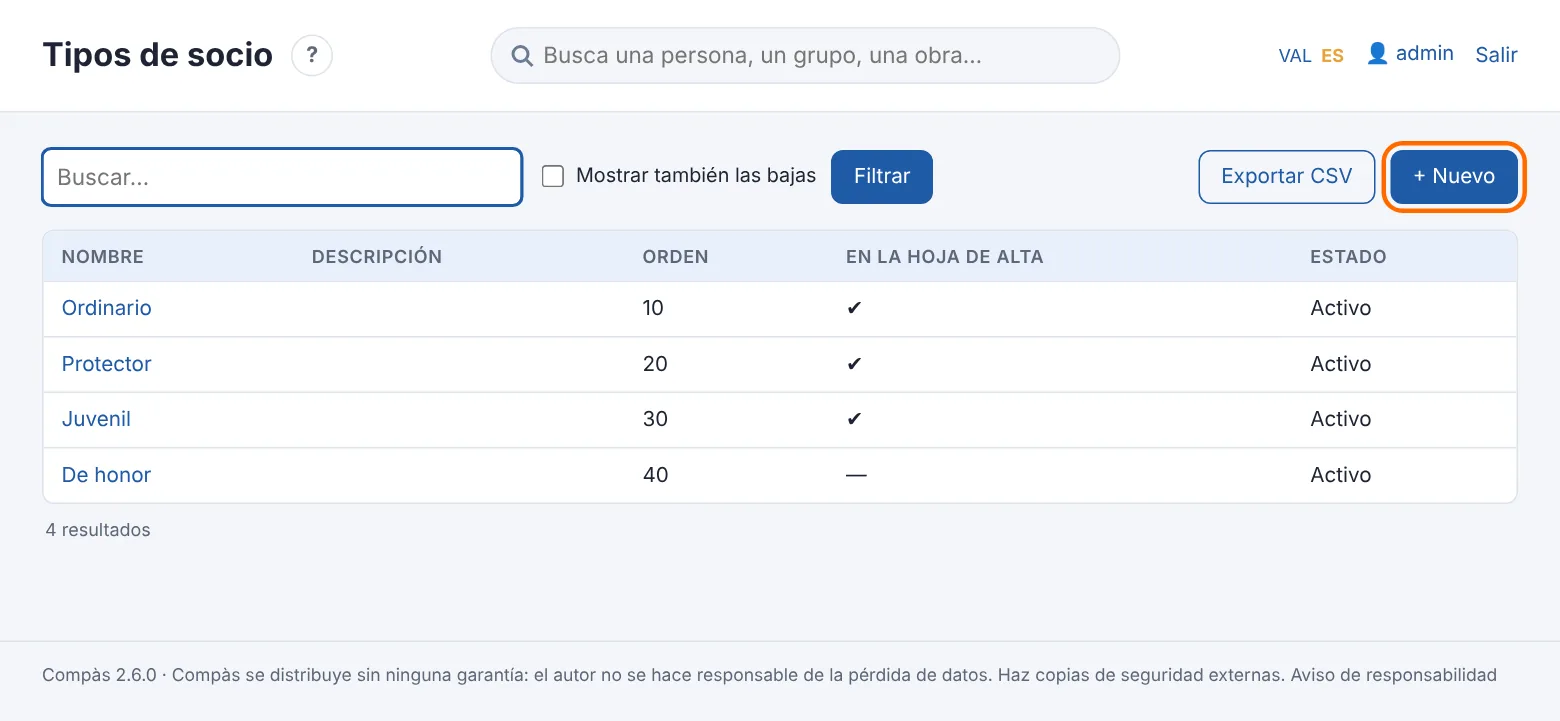 Tipos de socio ? Busca una persona, un grupo, una obra... VAL ES admin Salir
Buscar... Mostrar también las bajas Filtrar Exportar CSV + Nuevo
NOMBRE DESCRIPCIÓN ORDEN EN LA HOJA DE ALTA ESTADO
Ordinario 10 ✔ Activo
Protector 20 ✔ Activo
Juvenil 30 ✔ Activo
De honor 40 — Activo
4 resultados
Compàs 2.6.0 · Compàs se distribuye sin ninguna garantía: el autor no se hace responsable de la pérdida de datos. Haz copias de seguridad externas. Aviso de responsabilidad